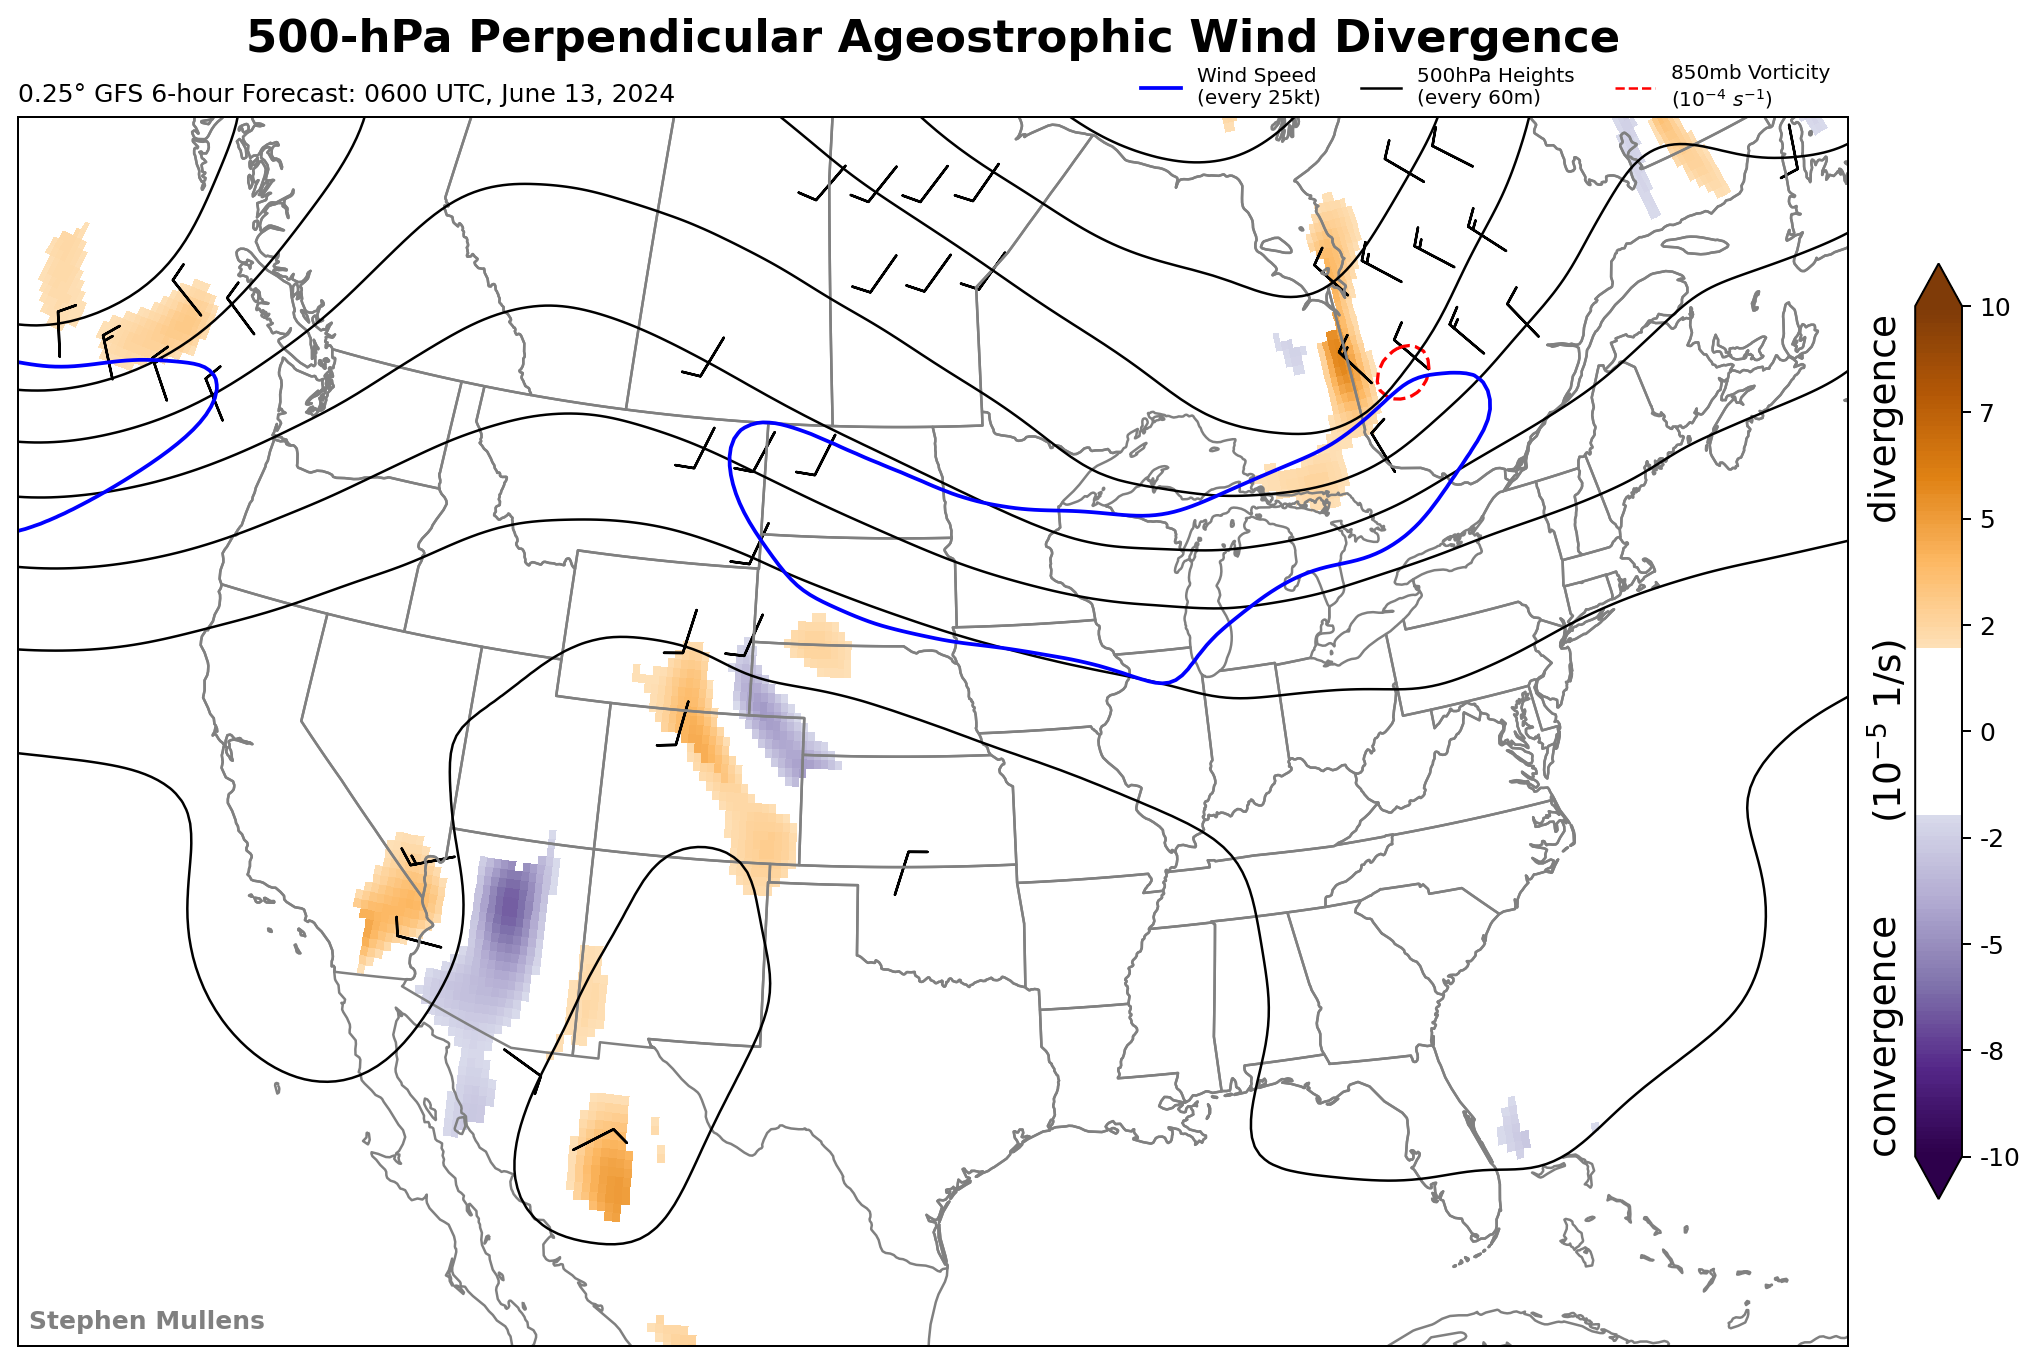 500-hPa Perpendicular Ageostrophic Wind Divergence
0.25° GFS 6-hour Forecast: 0600 UTC, June 13, 2024
Wind Speed
(every 25kt)
500hPa Heights
(every 60m)
850mb Vorticity
(10⁻⁴ s⁻¹)
10
7
5
2
0
-2
-5
-8
-10
convergence (10⁻⁵ 1/s) divergence
Stephen Mullens